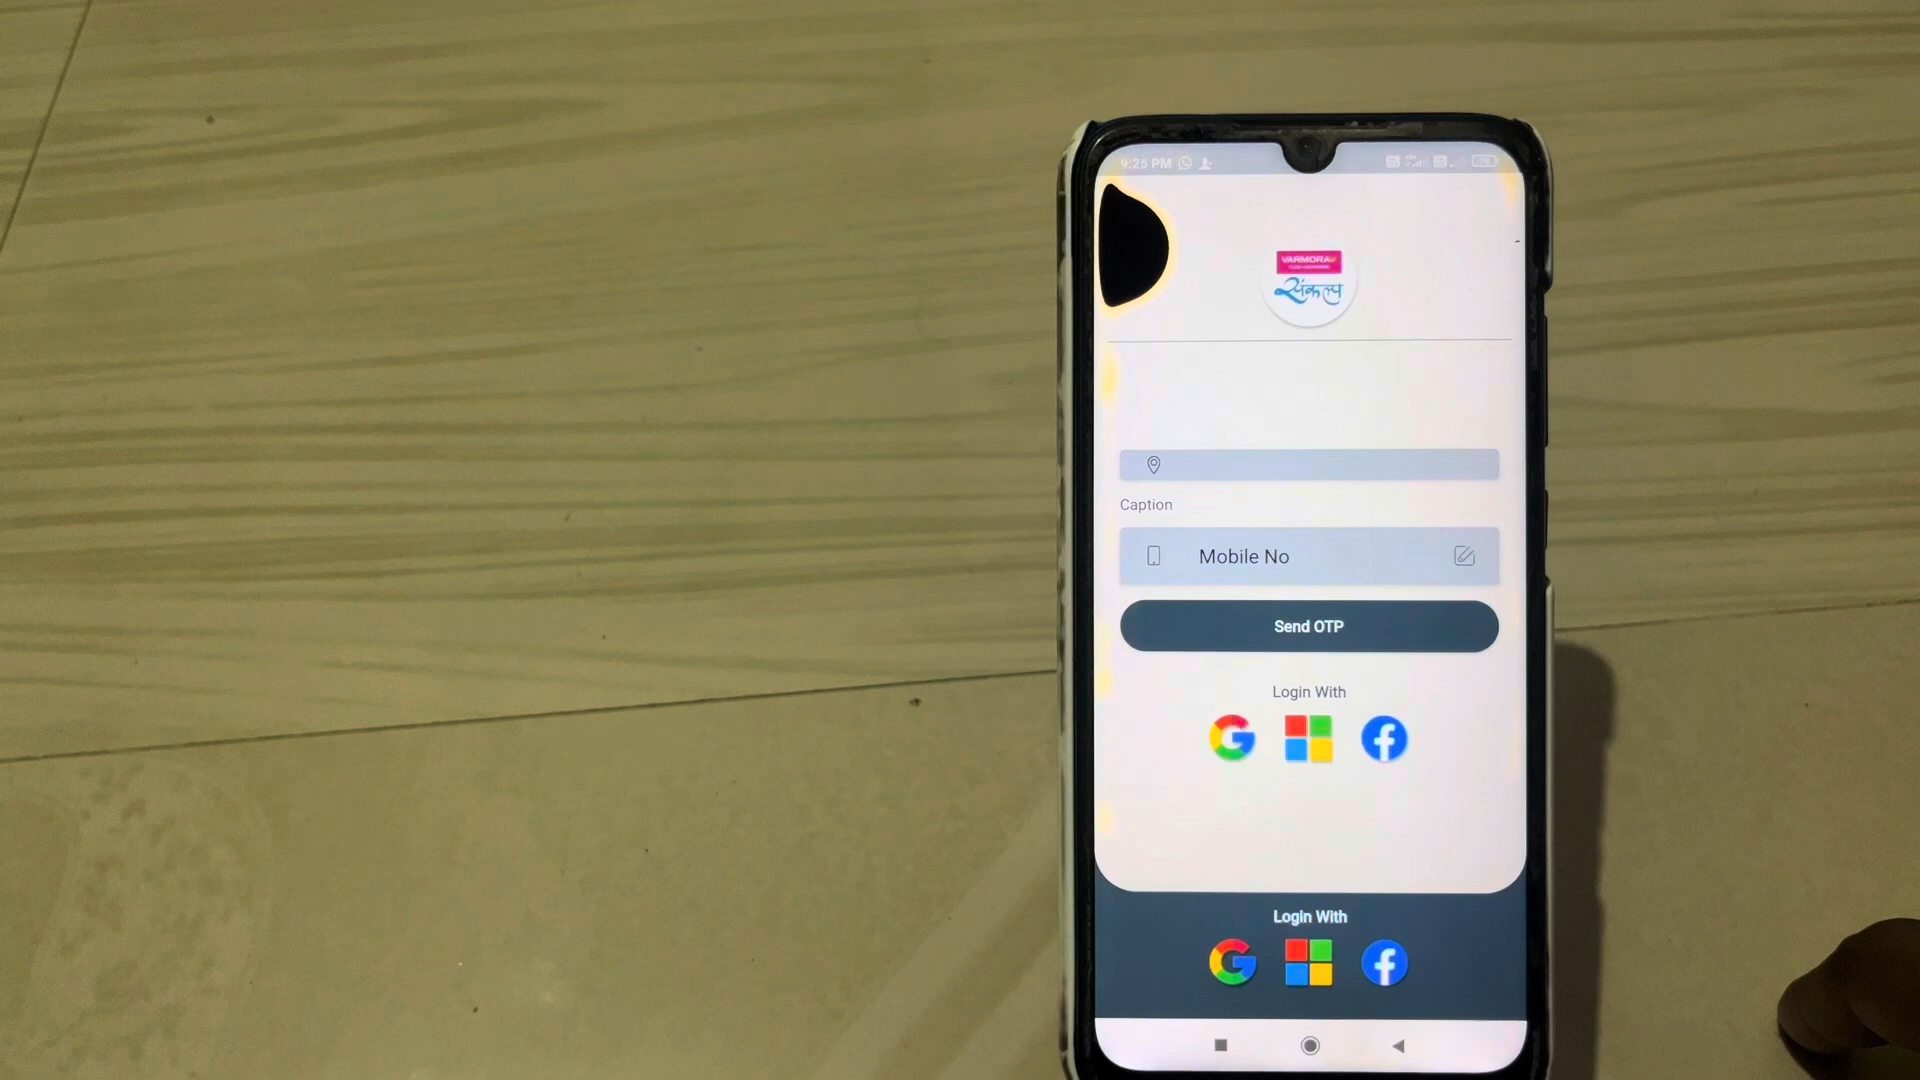 9:25 PM
VARMORA
संकल्प
Caption
Mobile No
Send OTP
Login With
Login With